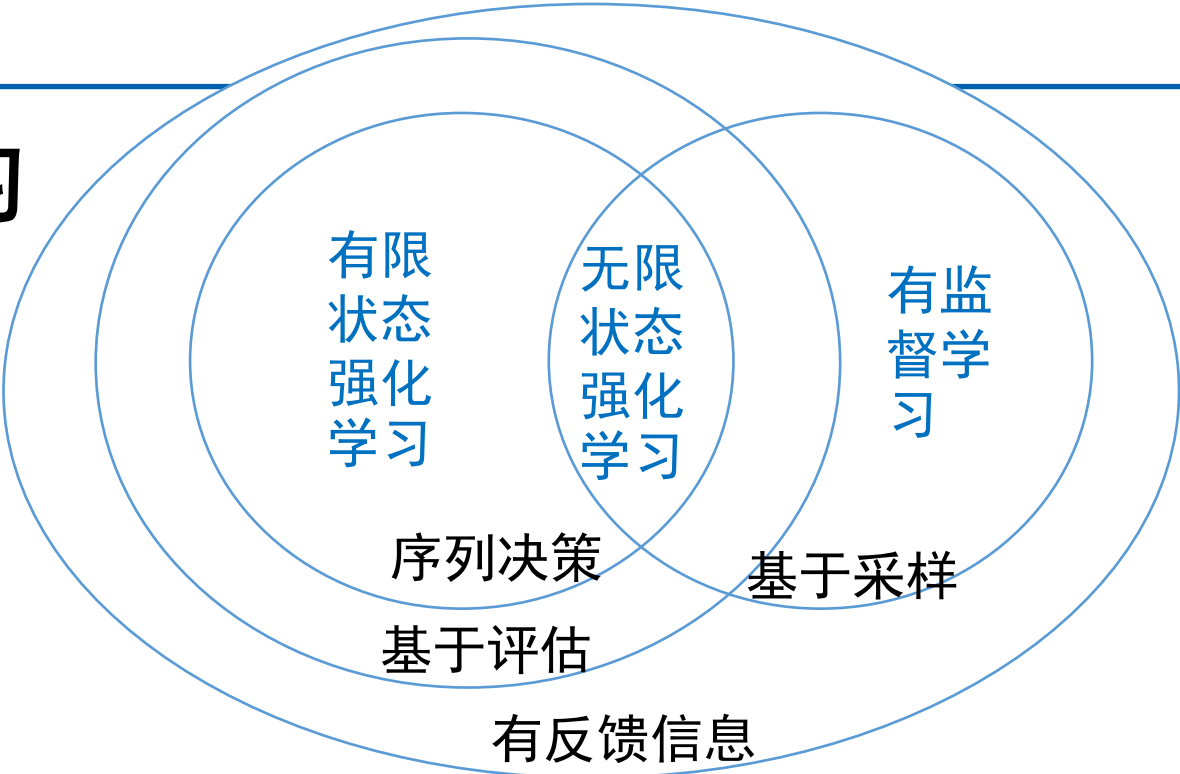 习
有限
状态
强化
学习
无限
状态
强化
学习
有监
督学
习
序列决策
基于采样
基于评估
有反馈信息